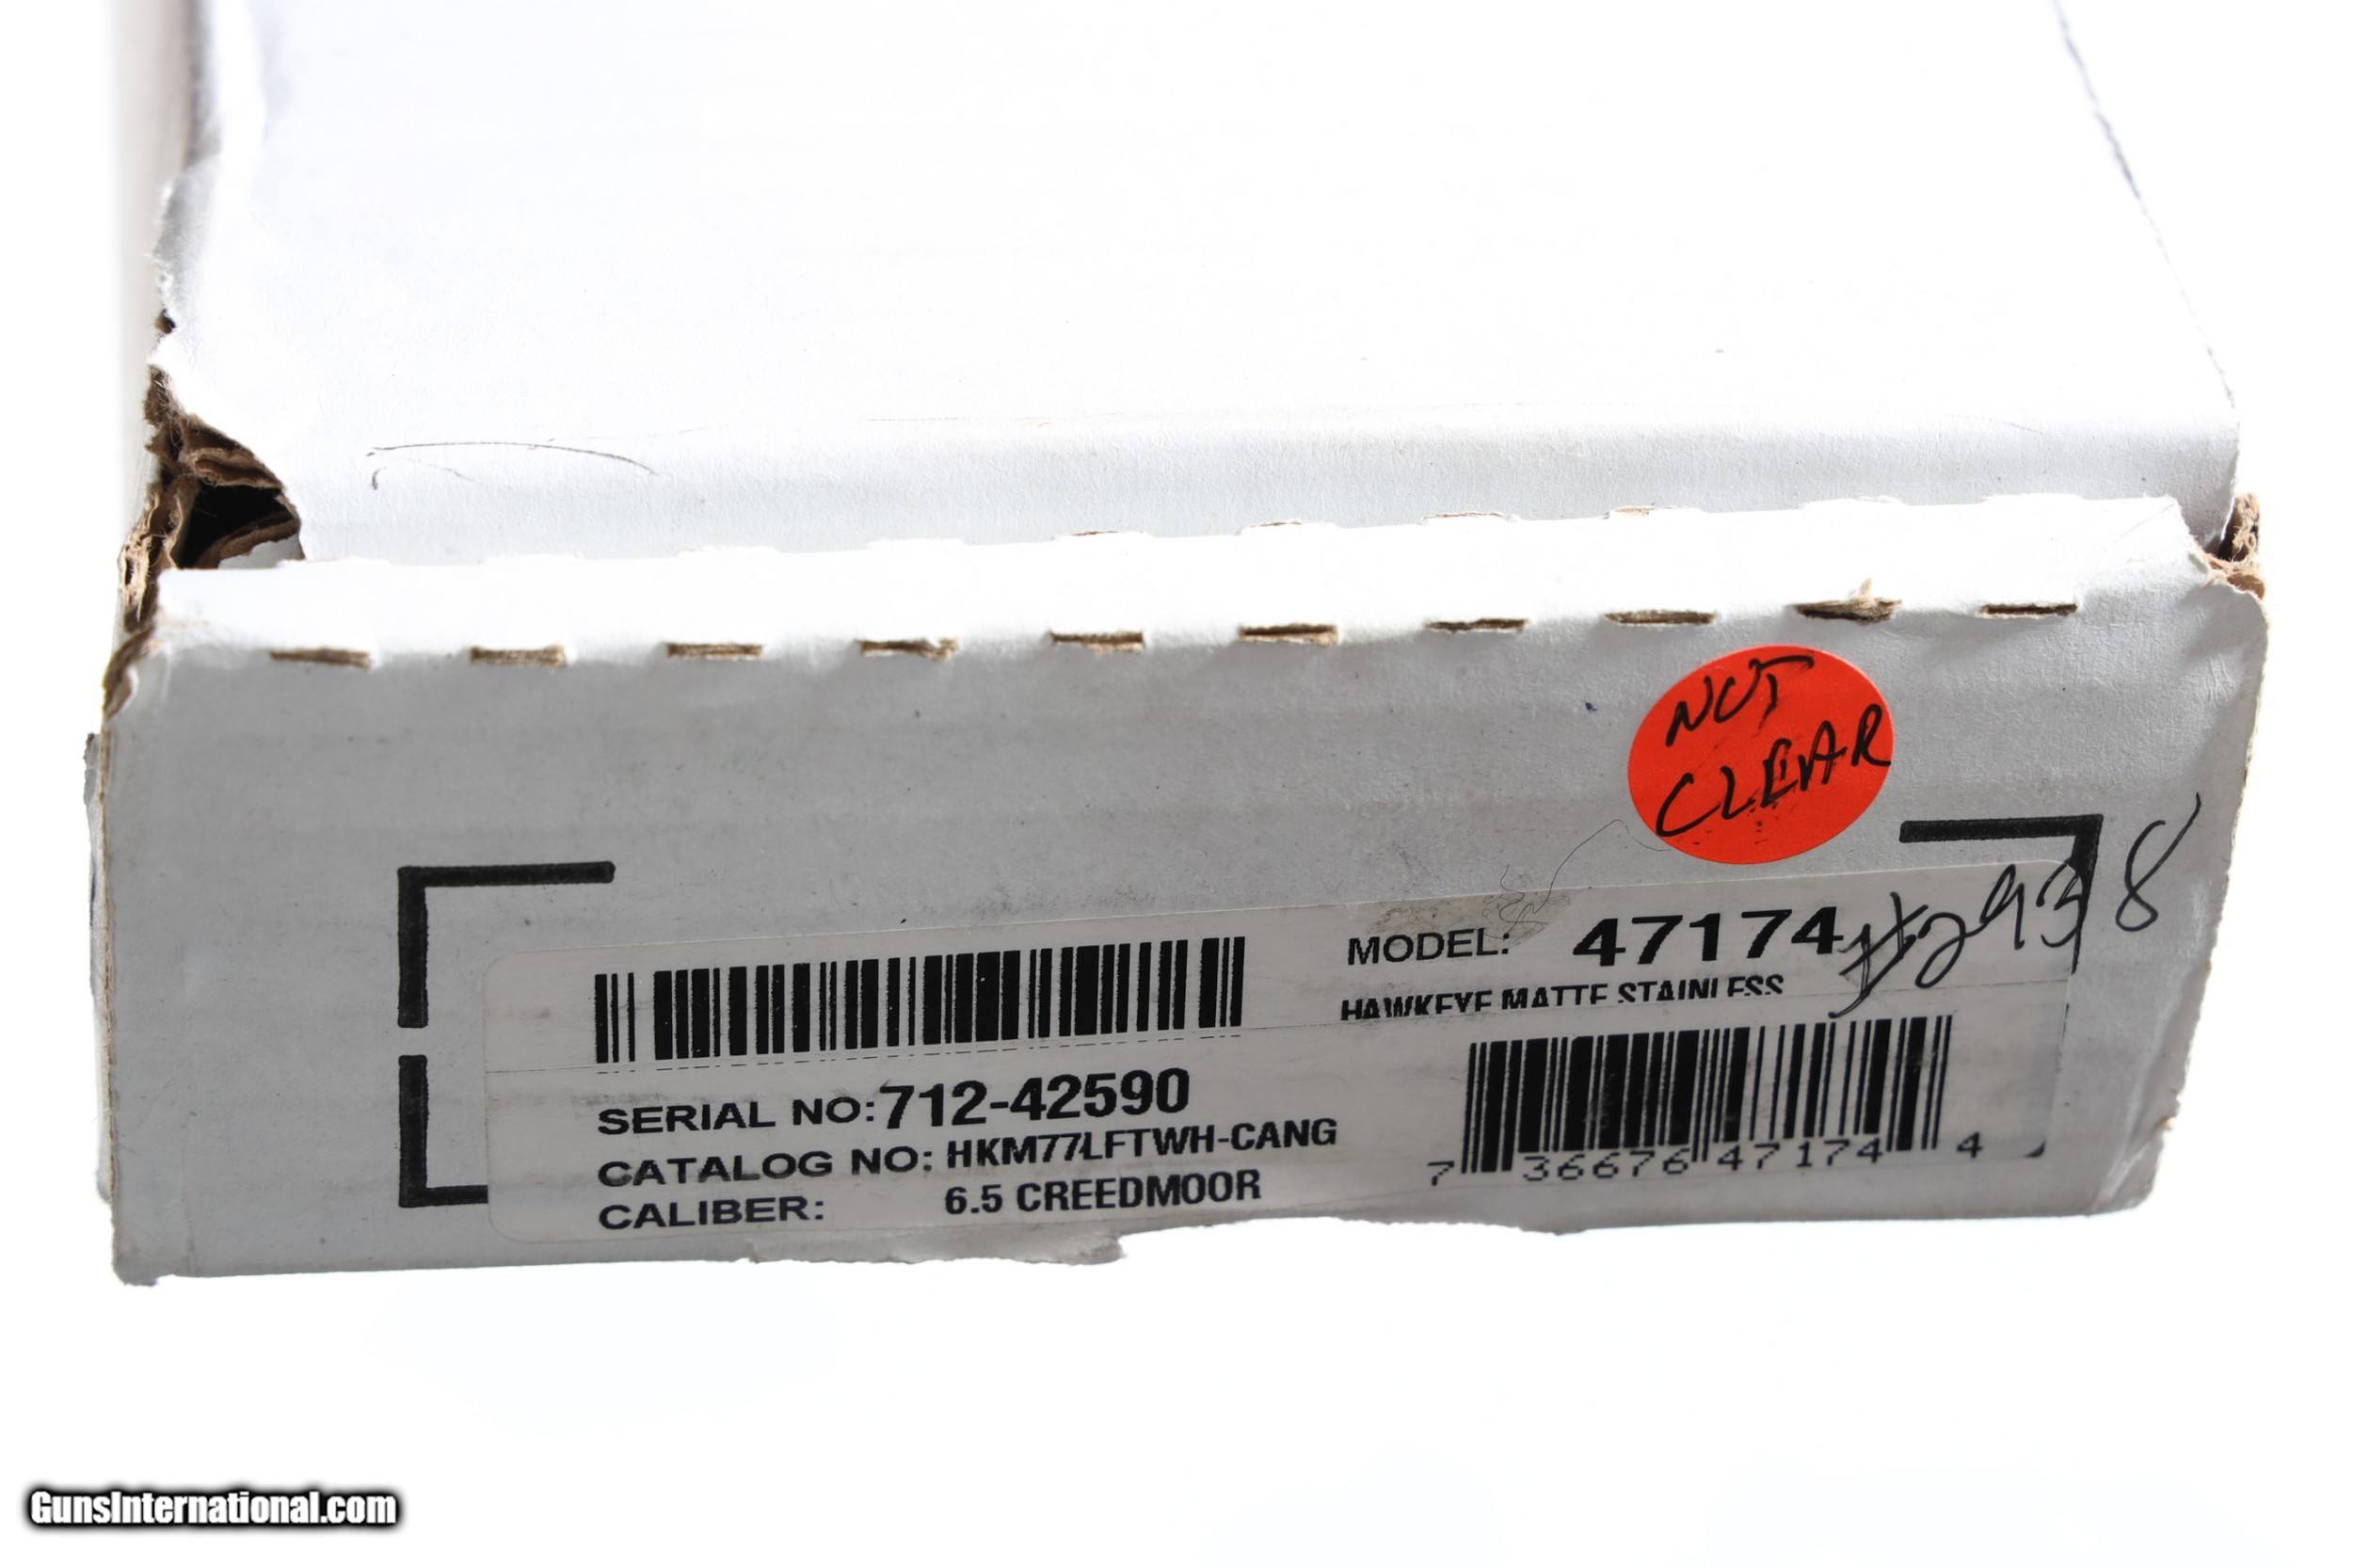 NOT
CLEAR
MODEL: 47174 #2938
HAWKEYE MATTE STAINLESS
SERIAL NO:712-42590
CATALOG NO: HKM77LFTWH-CANG
CALIBER: 6.5 CREEDMOOR
7 36676 47174 4
GunsInternational.com